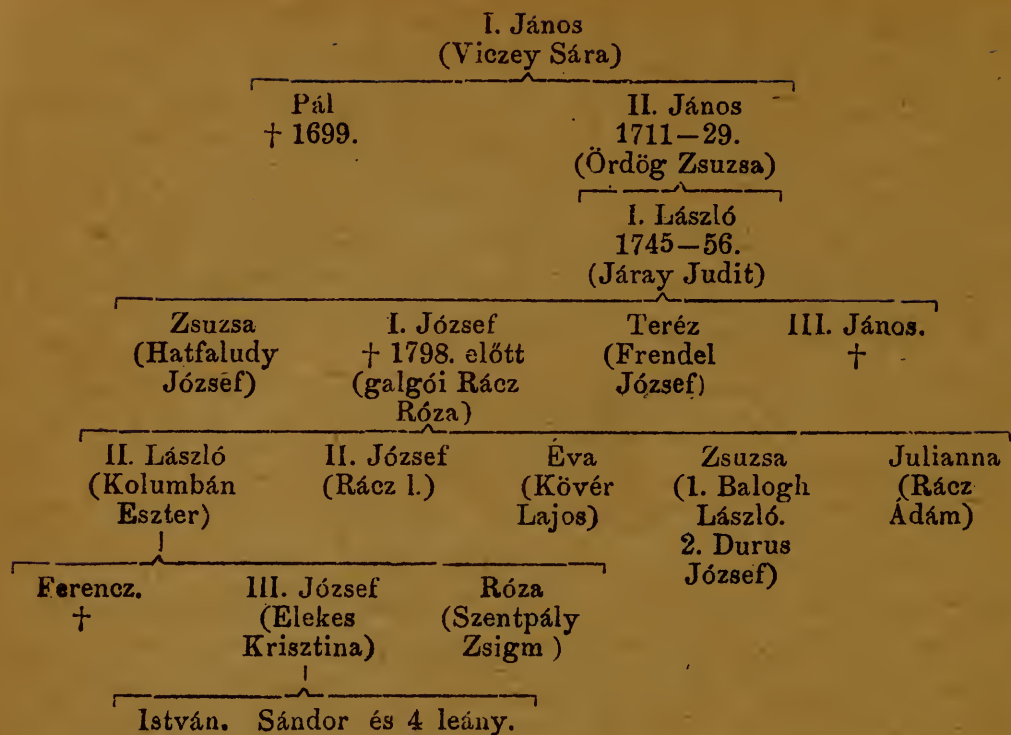 I. János
(Viczey Sára)
Pál II. János
† 1699. 1711—29.
(Ördög Zsuzsa)
I. László
1745—56.
(Járay Judit)
Zsuzsa I. József Teréz III. János.
(Hatfaludy † 1798. előtt (Frendel †
József) (galgói Rácz József)
Róza)
II. László II. József Éva Zsuzsa Julianna
(Kolumbán (Rácz l.) (Kövér (1. Balogh (Rácz
Eszter) Lajos) László. Ádám)
2. Durus
József)
Ferencz. III. József Róza
† (Elekes (Szentpály
Krisztina) Zsigm )
István. Sándor és 4 leány.